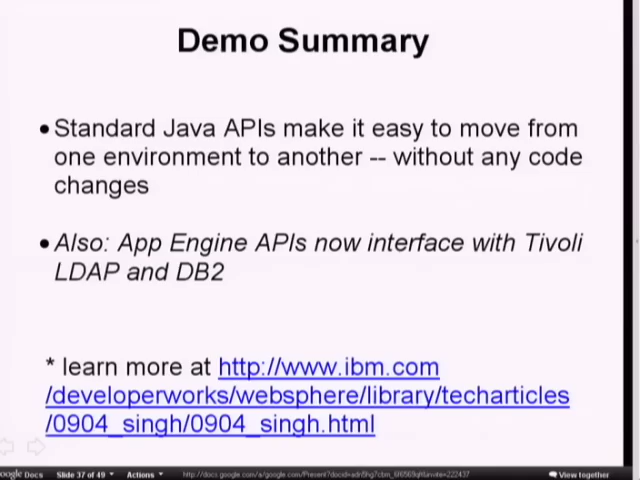 Demo Summary
• Standard Java APIs make it easy to move from
one environment to another -- without any code
changes
• Also: App Engine APIs now interface with Tivoli
LDAP and DB2
* learn more at http://www.ibm.com
/developerworks/websphere/library/techarticles
/0904_singh/0904_singh.html
Google Docs Slide 37 of 49 Actions View together